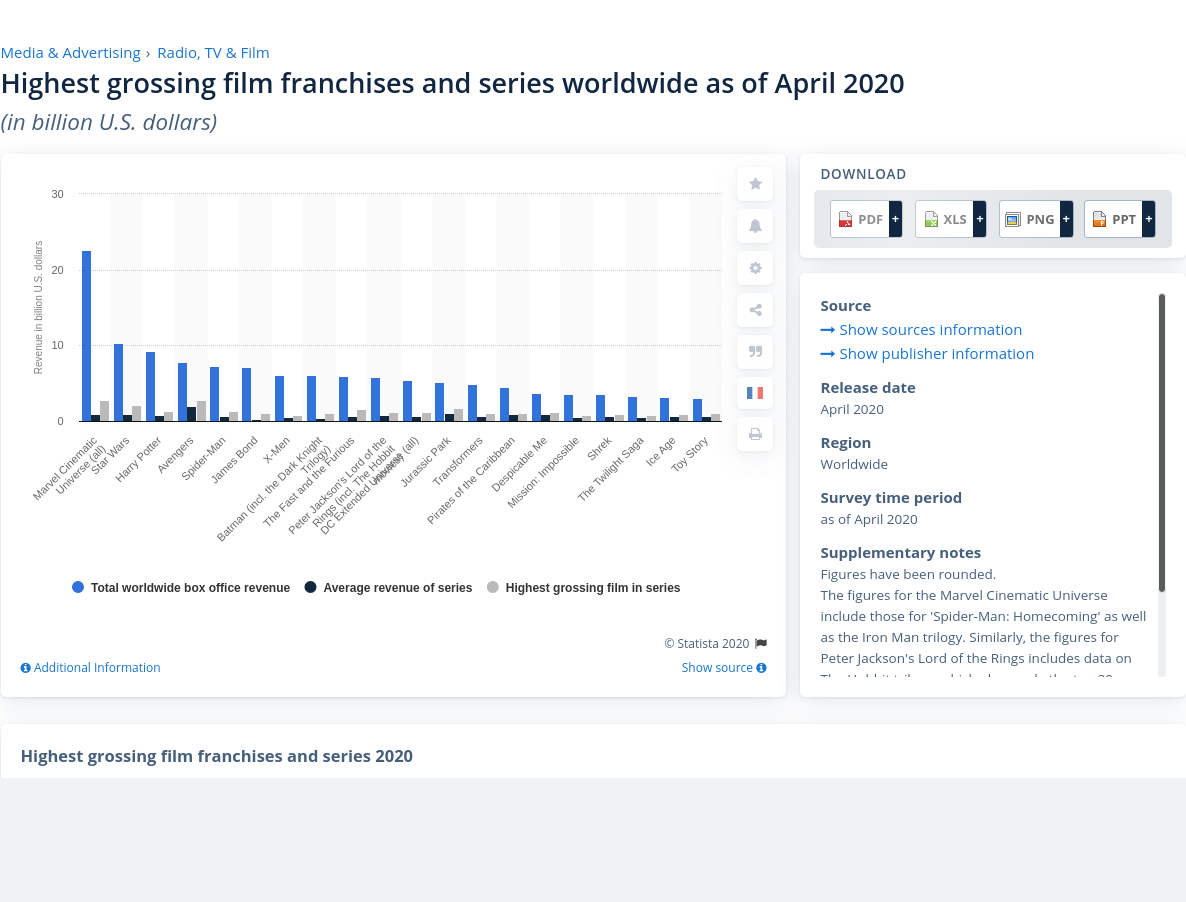 Media & Advertising › Radio, TV & Film
Highest grossing film franchises and series worldwide as of April 2020
(in billion U.S. dollars)
Revenue in billion U.S. dollars
30
20
10
0
Marvel Cinematic
Universe (all)
Star Wars
Harry Potter
Avengers
Spider-Man
James Bond
X-Men
Batman (incl. the Dark Knight
Trilogy)
The Fast and the Furious
Peter Jackson's Lord of the
Rings (incl. The Hobbit
DC Extended Universe (all)
Jurassic Park
Transformers
Pirates of the Caribbean
Despicable Me
Mission: Impossible
Shrek
The Twilight Saga
Ice Age
Toy Story
Total worldwide box office revenue
Average revenue of series
Highest grossing film in series
© Statista 2020
Additional Information
Show source
DOWNLOAD
PDF +
XLS +
PNG +
PPT +
Source
Show sources information
Show publisher information
Release date
April 2020
Region
Worldwide
Survey time period
as of April 2020
Supplementary notes
Figures have been rounded.
The figures for the Marvel Cinematic Universe
include those for 'Spider-Man: Homecoming' as well
as the Iron Man trilogy. Similarly, the figures for
Peter Jackson's Lord of the Rings includes data on
Highest grossing film franchises and series 2020